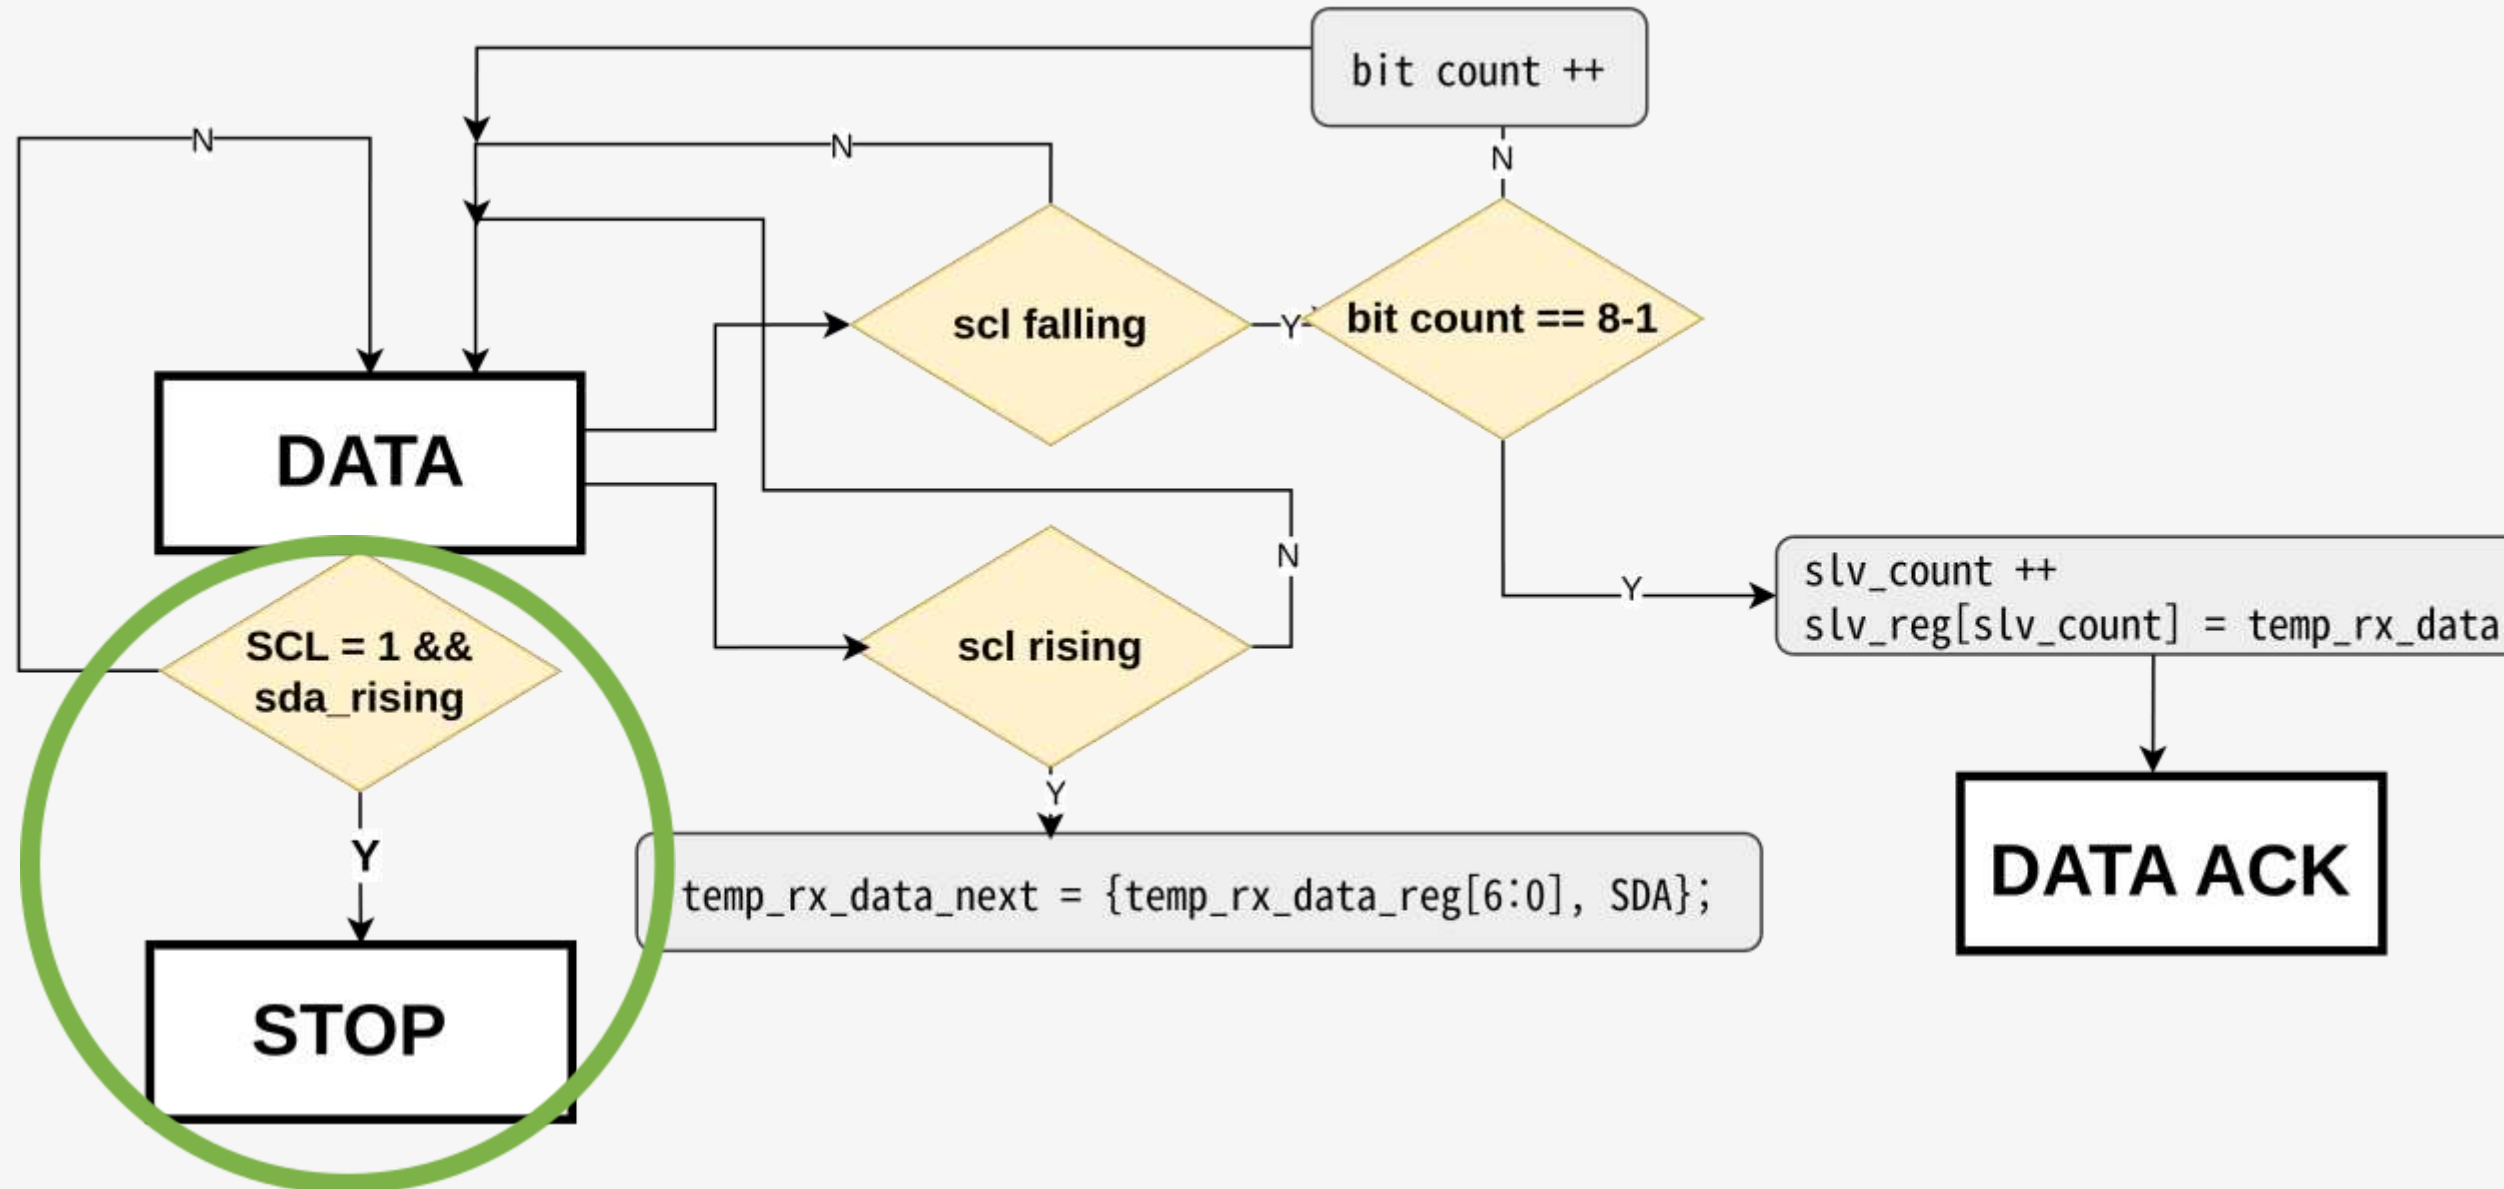 bit count ++
N
N
N
scl falling
Y
bit count == 8-1
DATA
N
slv_count ++
slv_reg[slv_count] = temp_rx_data
Y
SCL = 1 &&
sda_rising
scl rising
Y
Y
temp_rx_data_next = {temp_rx_data_reg[6:0], SDA};
DATA ACK
STOP